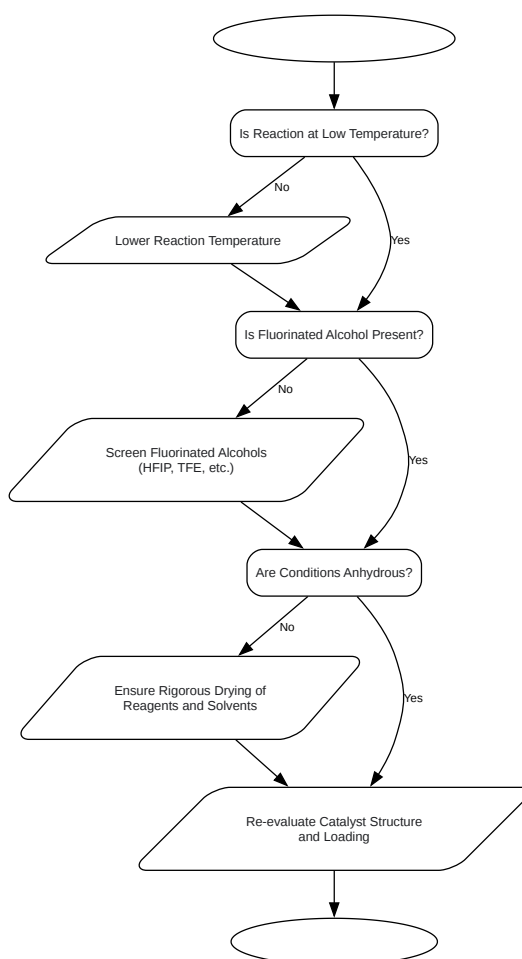 Is Reaction at Low Temperature?
No
Lower Reaction Temperature
Yes
Is Fluorinated Alcohol Present?
No
Screen Fluorinated Alcohols
(HFIP, TFE, etc.)
Yes
Are Conditions Anhydrous?
No
Ensure Rigorous Drying of
Reagents and Solvents
Yes
Re-evaluate Catalyst Structure
and Loading